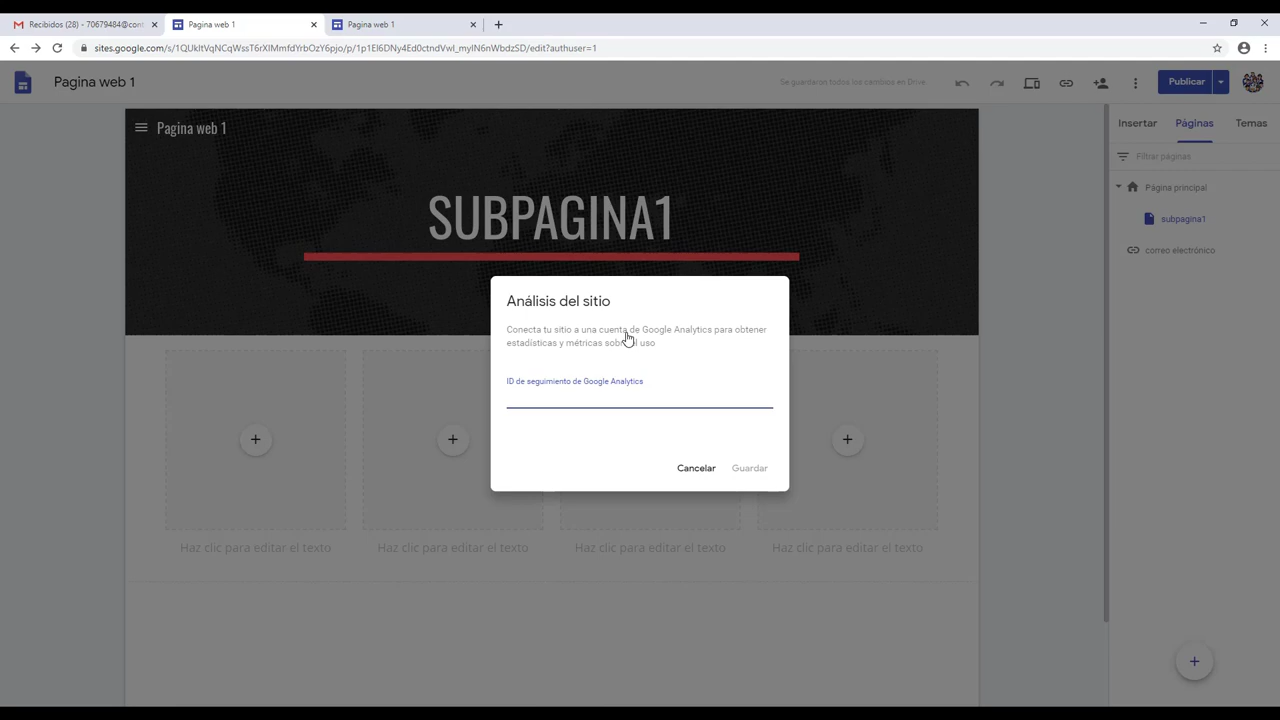 Recibidos (28) - 70679484@cont
Pagina web 1
Pagina web 1
sites.google.com/s/
/edit?authuser=1
Pagina web 1
Se guardaron todos los cambios en Drive.
Publicar
Insertar
Páginas
Temas
Filtrar páginas
Página principal
subpagina1
correo electrónico
Pagina web 1
SUBPAGINA1
Análisis del sitio
Conecta tu sitio a una cuenta de Google Analytics para obtener
estadísticas y métricas el uso
ID de seguimiento de Google Analytics
Cancelar
Guardar
Haz clic para editar el texto
Haz clic para editar el texto
Haz clic para editar el texto
Haz clic para editar el texto